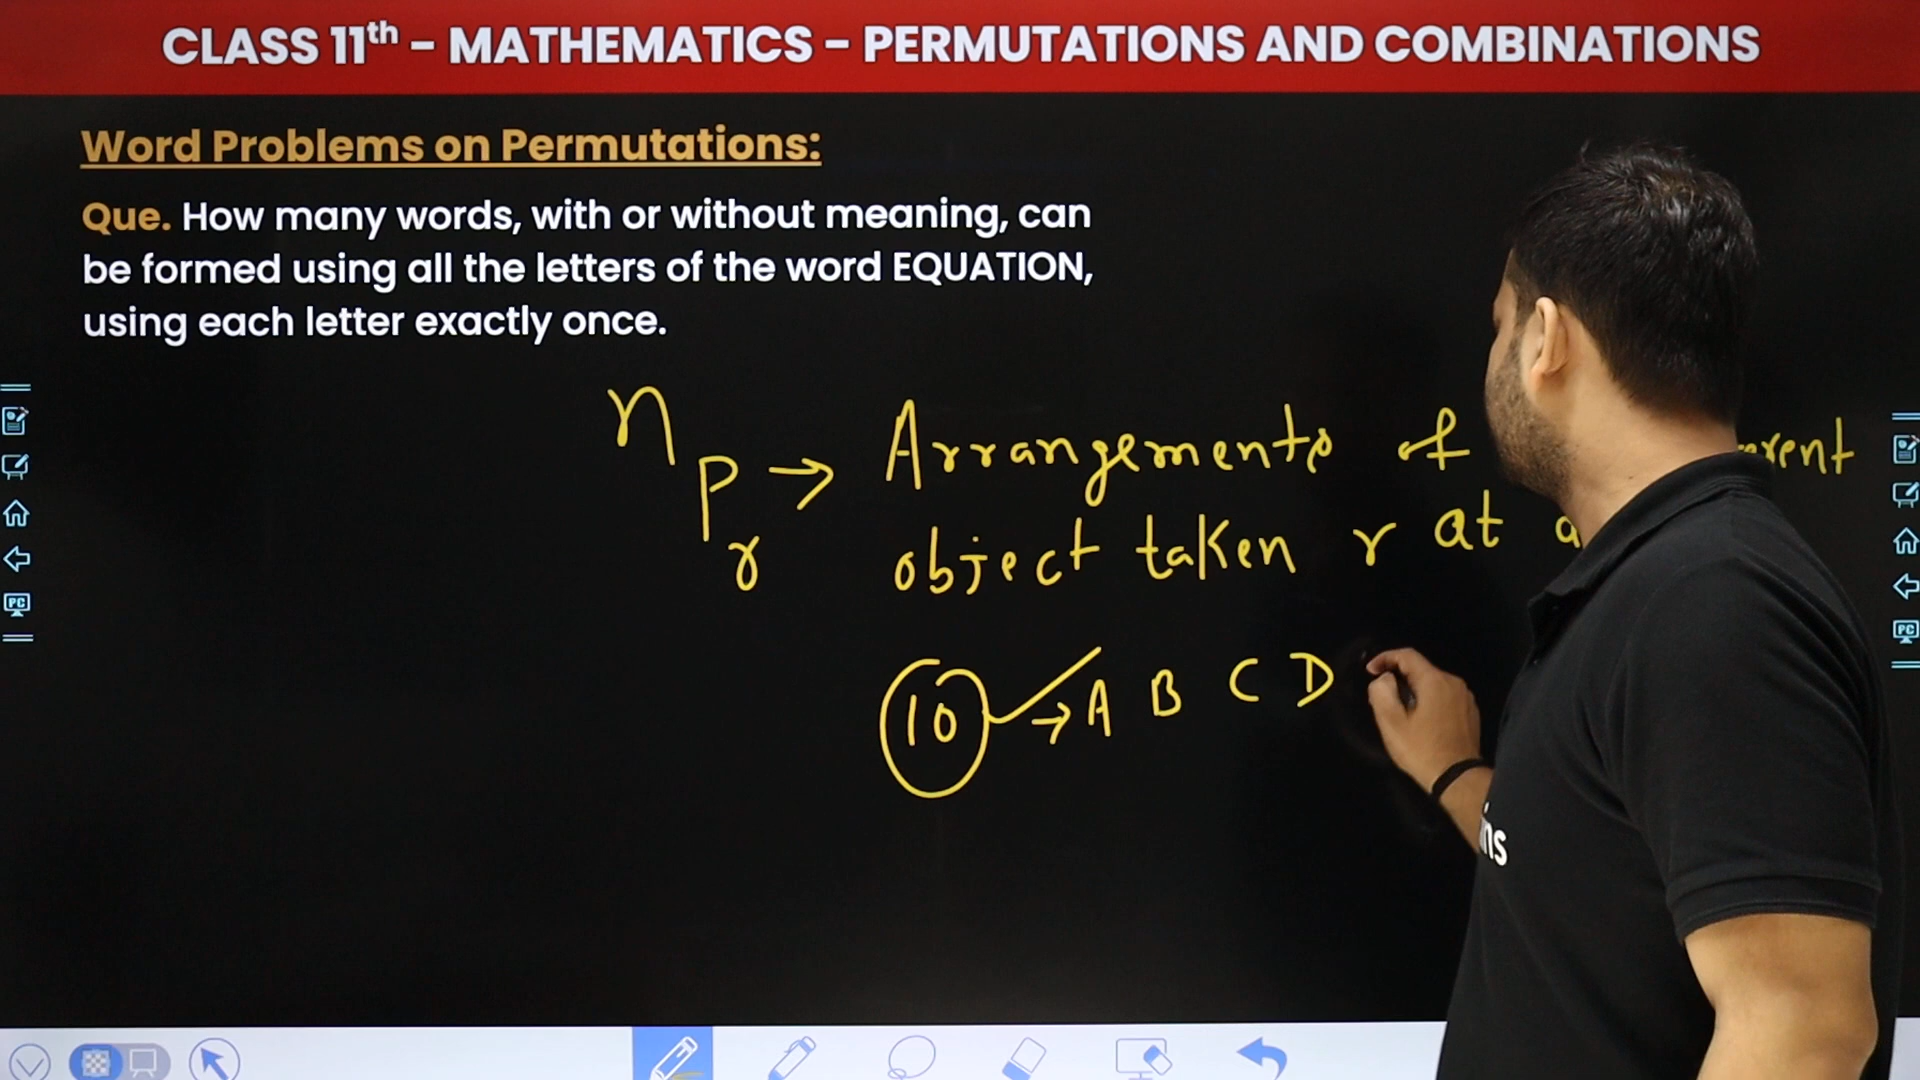 CLASS 11th - MATHEMATICS - PERMUTATIONS AND COMBINATIONS
Word Problems on Permutations:
Que. How many words, with or without meaning, can
be formed using all the letters of the word EQUATION,
using each letter exactly once.
n P r → Arrangements of
object taken r at a
10 → A B C D
PC
PC